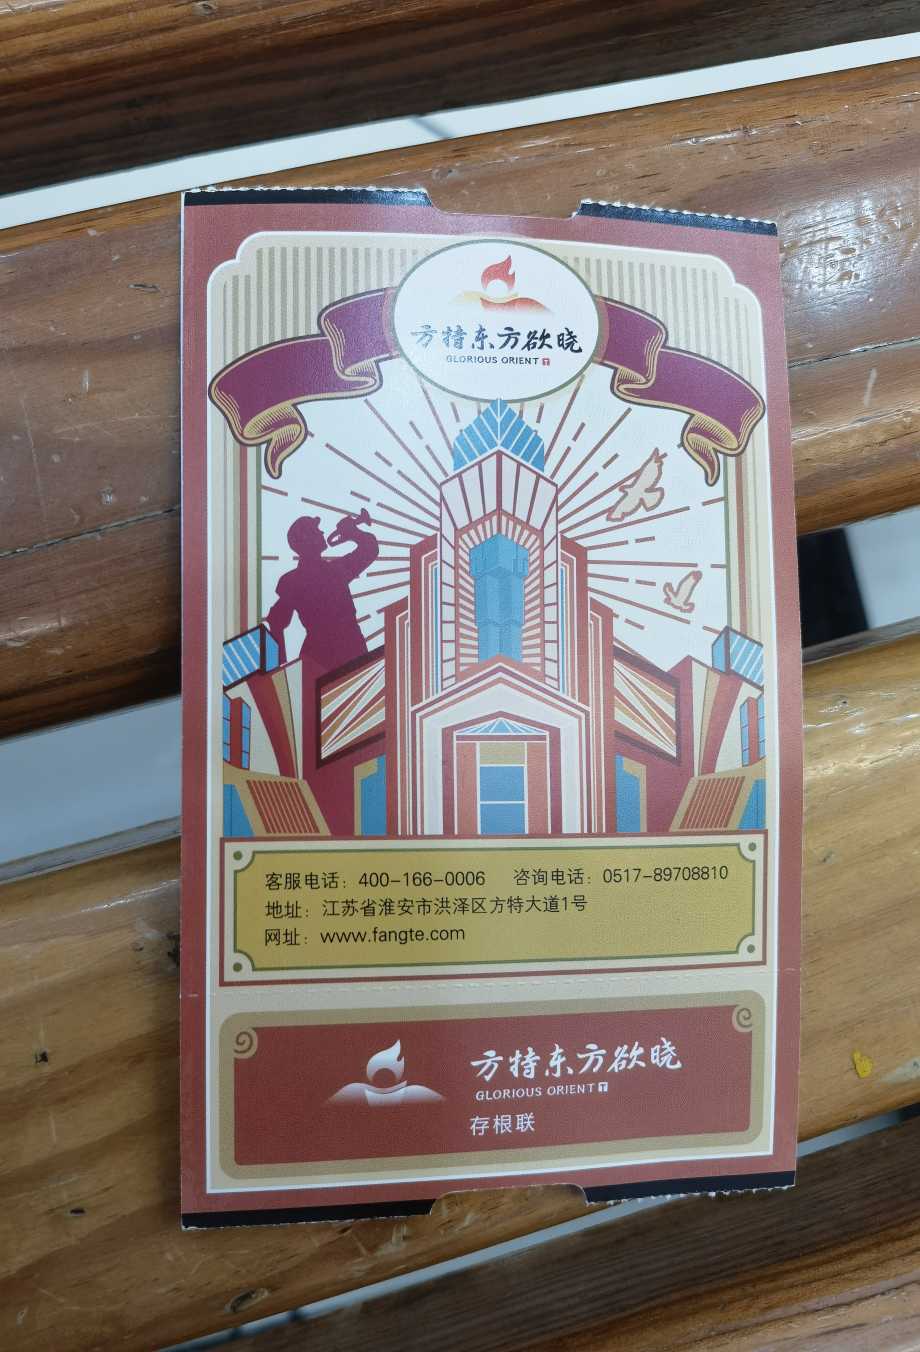 方特东方欲晓
GLORIOUS ORIENT
客服电话：400-166-0006 咨询电话：0517-89708810
地址：江苏省淮安市洪泽区方特大道1号
网址：www.fangte.com
方特东方欲晓
GLORIOUS ORIENT
存根联